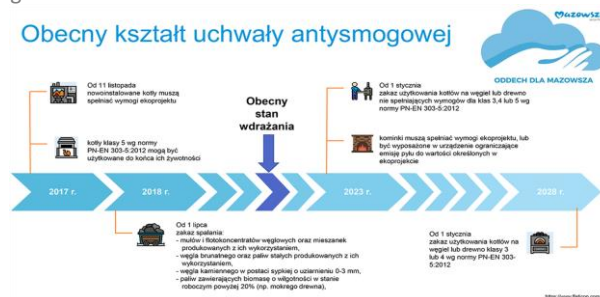 Obecny kształt uchwały antysmogowej
Mazowsze
ODDECH DLA MAZOWSZA
Od 11 listopada
nowoinstalowane kotły muszą
spełniać wymogi ekoprojektu
kotły klasy 5 wg normy
PN-EN 303-5:2012 mogą być
użytkowane do końca ich żywotności
Obecny
stan
wdrażania
Od 1 stycznia
zakaz użytkowania kotłów na
węgiel lub drewno
nie spełniających wymogów dla klas 3,4 lub 5 wg
normy PN-EN 303-5:2012
kominki muszą spełniać wymogi ekoprojektu, lub
być wyposażone w urządzenie ograniczające
emisję pyłu do wartości określonych w
ekoprojekcie
2017 r.
2018 r.
2023 r.
2028 r.
Od 1 lipca
zakaz spalania:
- mułów i flotokoncentratów węglowych oraz mieszanek
produkowanych z ich wykorzystaniem,
- węgla brunatnego oraz paliw stałych produkowanych z ich
wykorzystaniem,
- węgla kamiennego w postaci sypkiej o uziarnieniu 0-3 mm,
- paliw zawierających biomasę o wilgotności w stanie
roboczym powyżej 20% (np. mokrego drewna),
Od 1 stycznia
zakaz użytkowania kotłów na
węgiel lub drewno klasy 3
lub 4 wg normy PN-EN 303-
5:2012